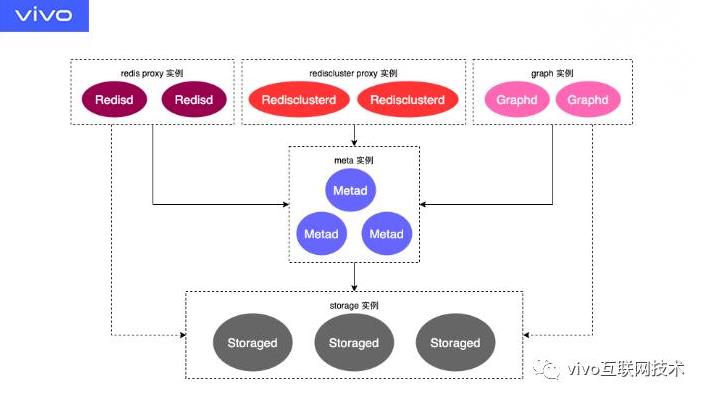 vivo
redis proxy 实例
rediscluster proxy 实例
graph 实例
Redisd
Redisd
Redisclusterd
Redisclusterd
Graphd
Graphd
meta 实例
Metad
Metad
Metad
storage 实例
Storaged
Storaged
Storaged
vivo互联网技术